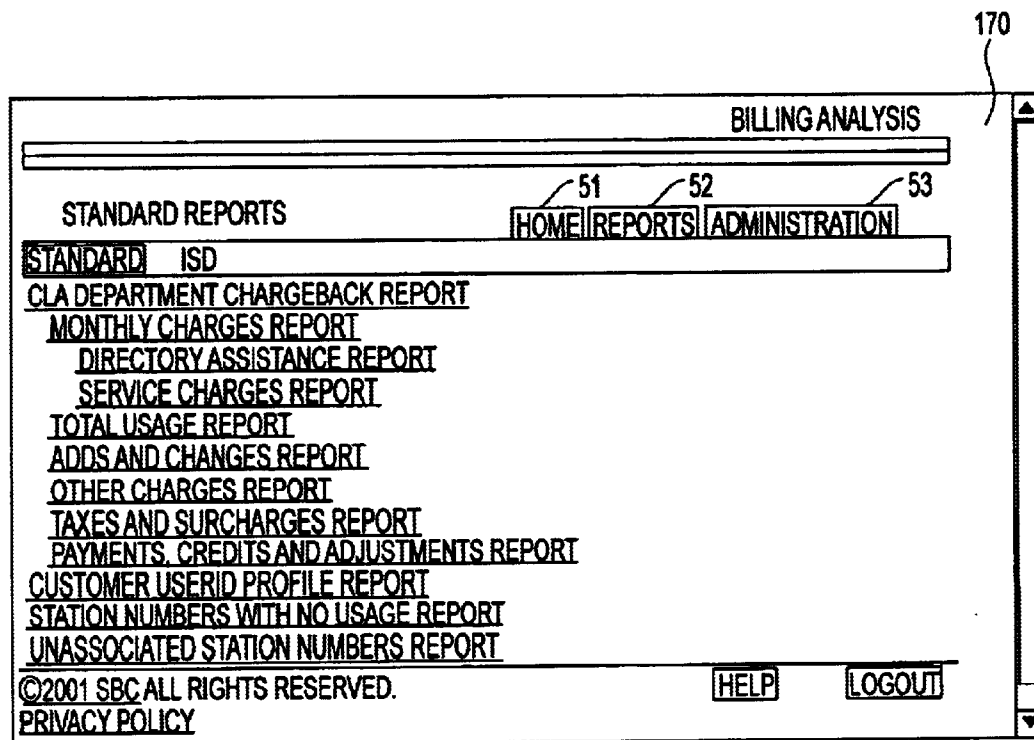 170
BILLING ANALYSIS
51 52 53
STANDARD REPORTS HOME REPORTS ADMINISTRATION
STANDARD ISD
CLA DEPARTMENT CHARGEBACK REPORT
MONTHLY CHARGES REPORT
DIRECTORY ASSISTANCE REPORT
SERVICE CHARGES REPORT
TOTAL USAGE REPORT
ADDS AND CHANGES REPORT
OTHER CHARGES REPORT
TAXES AND SURCHARGES REPORT
PAYMENTS, CREDITS AND ADJUSTMENTS REPORT
CUSTOMER USERID PROFILE REPORT
STATION NUMBERS WITH NO USAGE REPORT
UNASSOCIATED STATION NUMBERS REPORT
©2001 SBC ALL RIGHTS RESERVED. HELP LOGOUT
PRIVACY POLICY